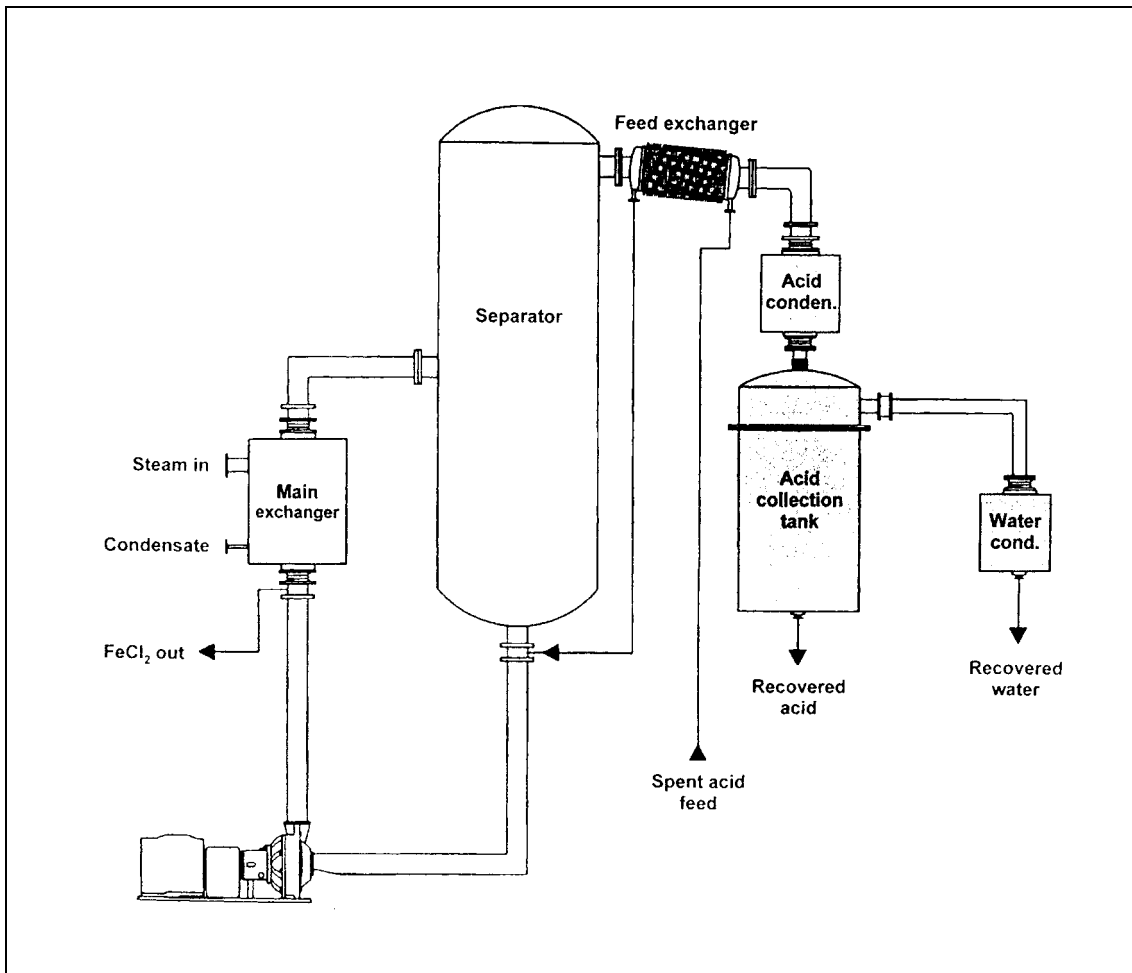 Feed exchanger
Acid
conden.
Separator
Steam in
Main
exchanger
Acid
collection
tank
Water
cond.
Condensate
FeCl₂ out
Recovered
acid
Recovered
water
Spent acid
feed